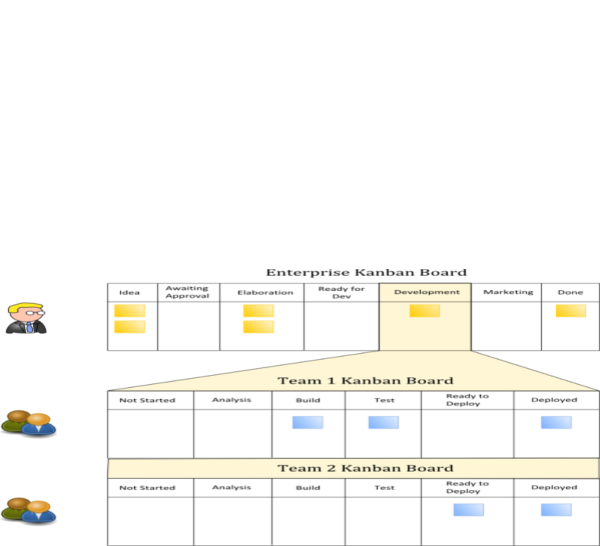 Enterprise Kanban Board
Idea
Awaiting
Approval
Elaboration
Ready for
Dev
Development
Marketing
Done
Team 1 Kanban Board
Not Started
Analysis
Build
Test
Ready to
Deploy
Deployed
Team 2 Kanban Board
Not Started
Analysis
Build
Test
Ready to
Deploy
Deployed